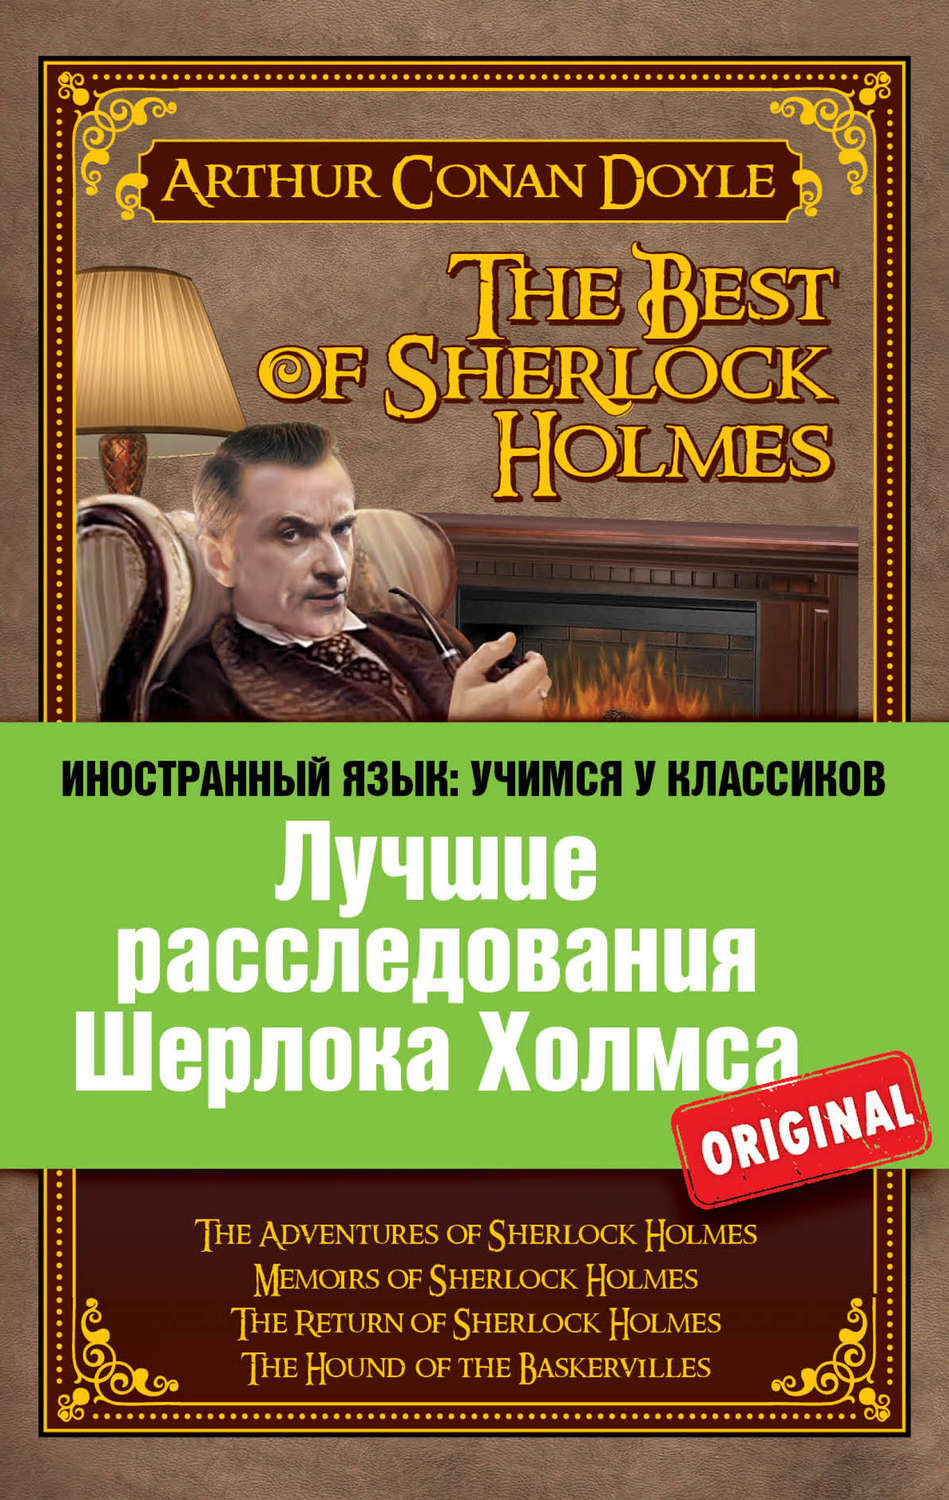 ARTHUR CONAN DOYLE
THE BEST
OF SHERLOCK
HOLMES
ИНОСТРАННЫЙ ЯЗЫК: УЧИМСЯ У КЛАССИКОВ
Лучшие
расследования
Шерлока Холмса
ORIGINAL
THE ADVENTURES OF SHERLOCK HOLMES
MEMOIRS OF SHERLOCK HOLMES
THE RETURN OF SHERLOCK HOLMES
THE HOUND OF THE BASKERVILLES